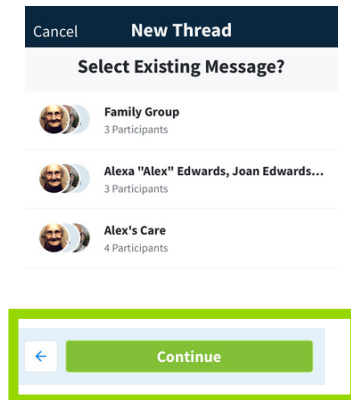 Cancel New Thread
Select Existing Message?
Family Group
3 Participants
Alexa "Alex" Edwards, Joan Edwards...
3 Participants
Alex's Care
4 Participants
Continue